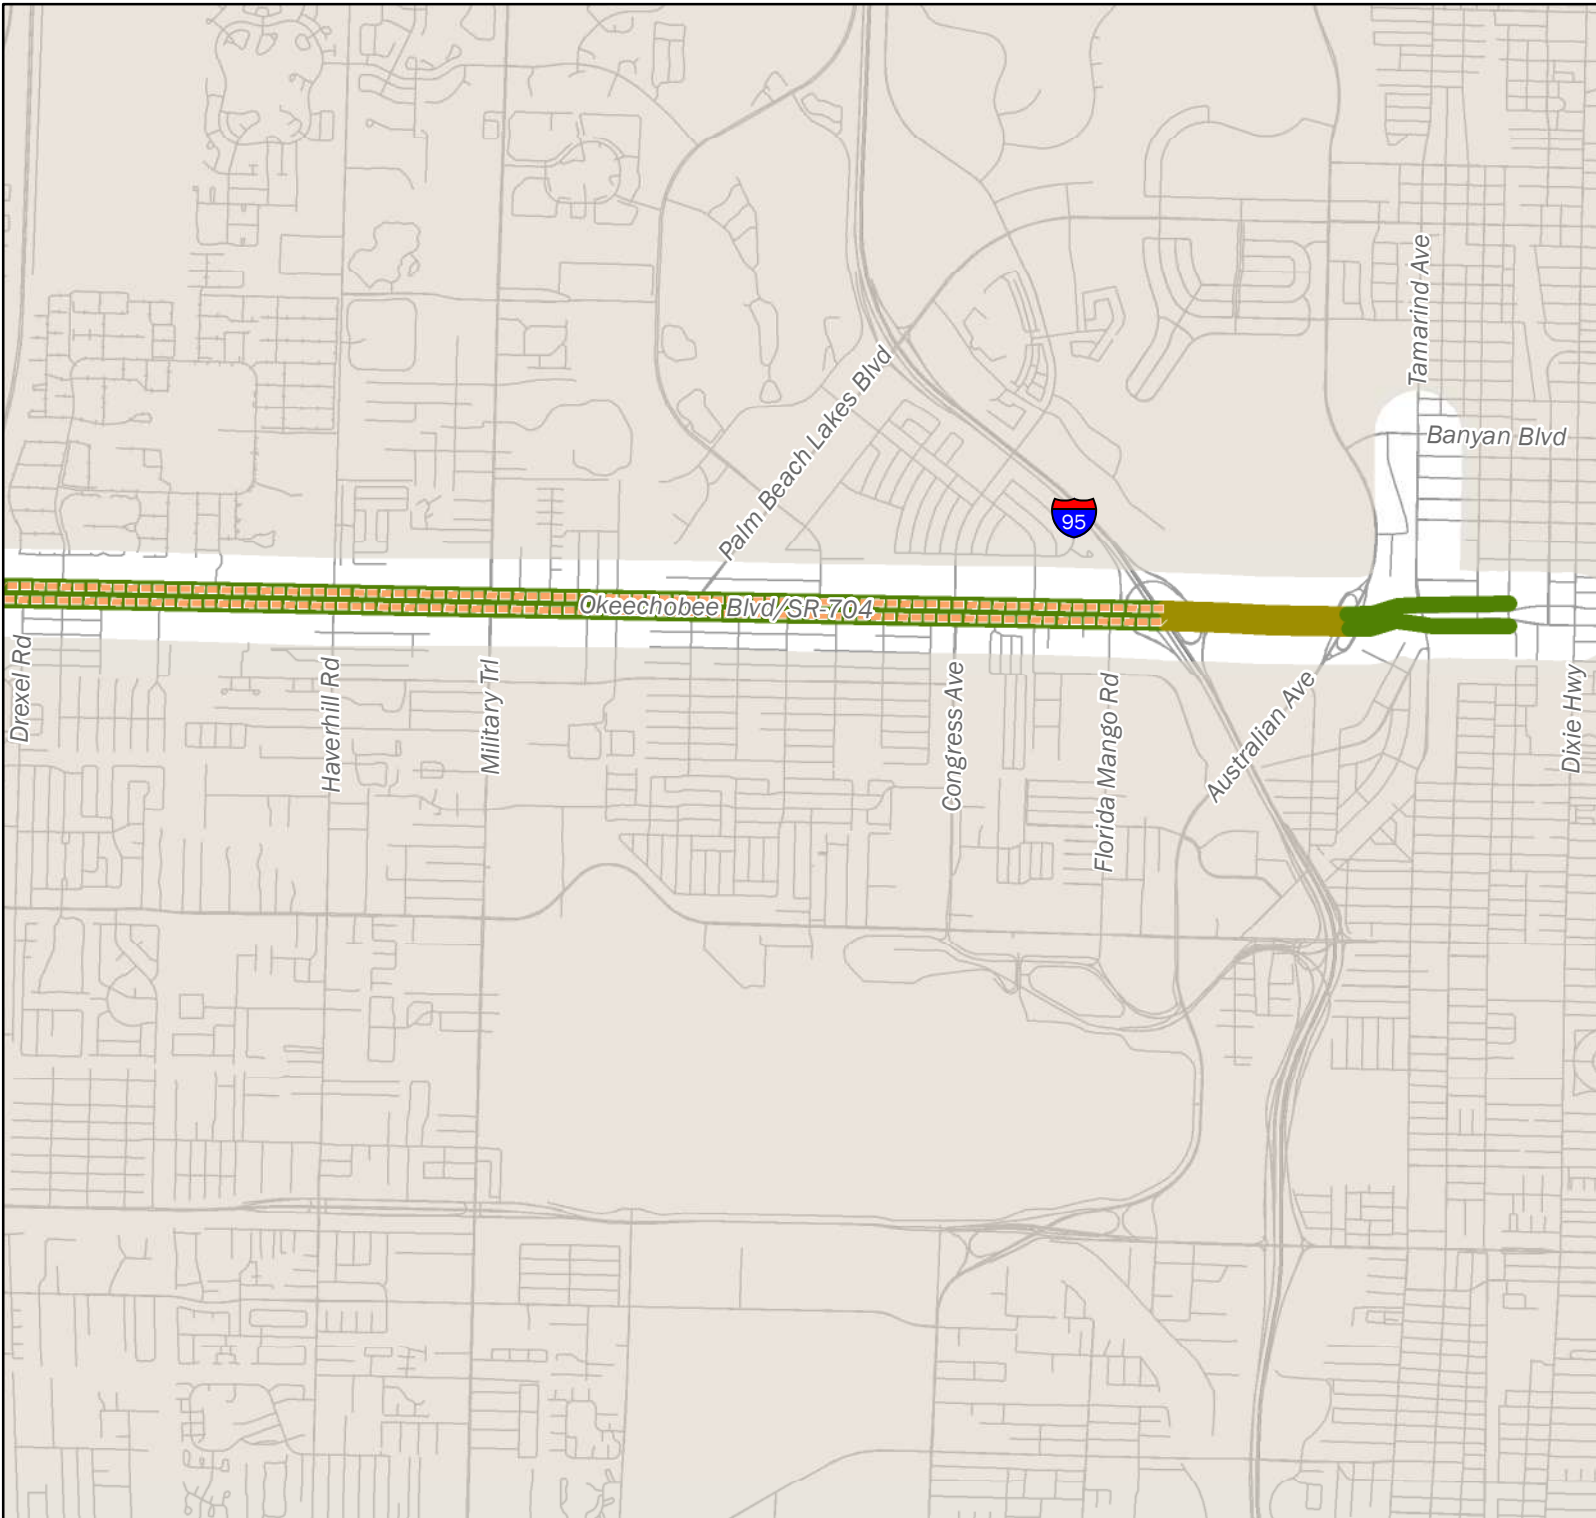 Tamarind Ave
Palm Beach Lakes Blvd
Banyan Blvd
95
Okeechobee Blvd/SR-704
Drexel Rd
Haverhill Rd
Military Trl
Congress Ave
Florida Mango Rd
Australian Ave
Dixie Hwy